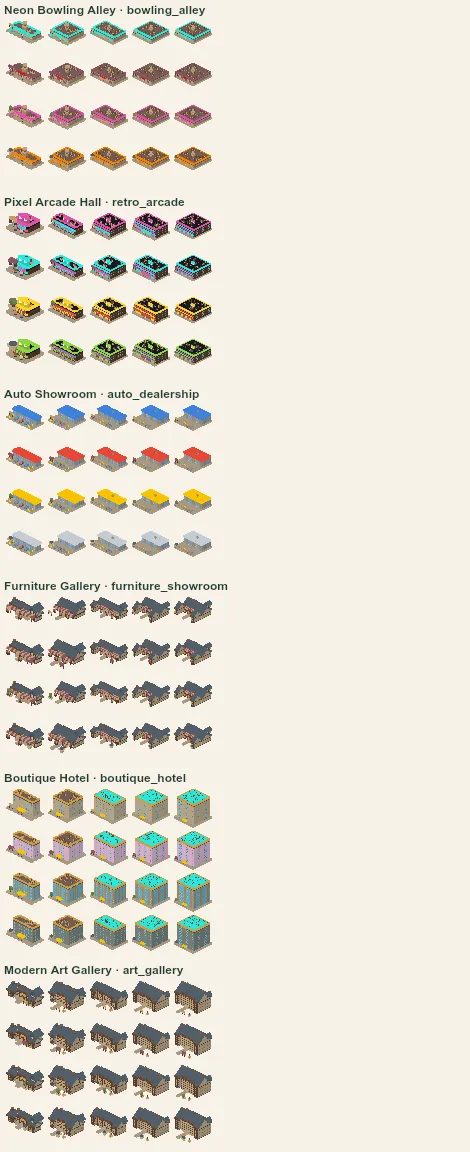 Neon Bowling Alley · bowling_alley
Pixel Arcade Hall · retro_arcade
Auto Showroom · auto_dealership
Furniture Gallery · furniture_showroom
Boutique Hotel · boutique_hotel
Modern Art Gallery · art_gallery